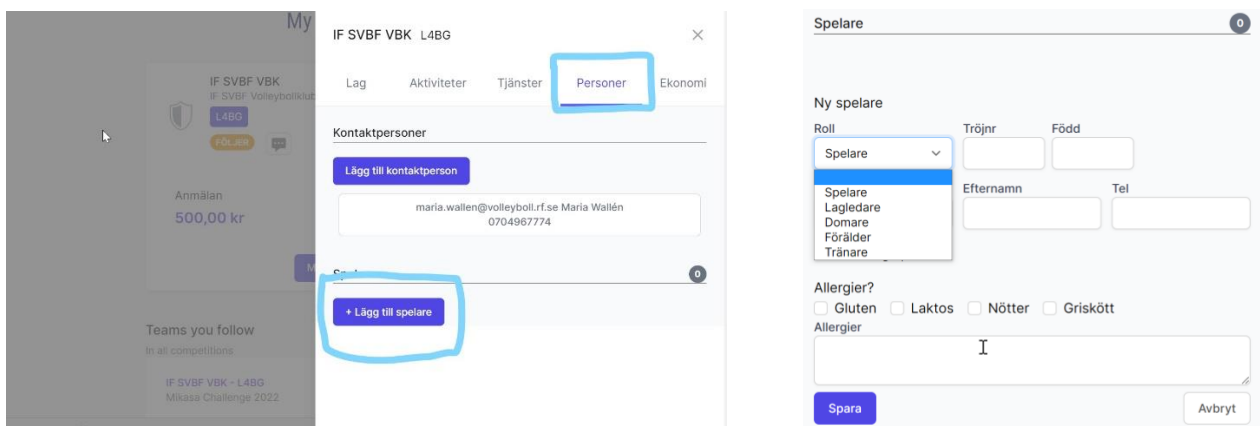 My
IF SVBF VBK
IF SVBF Volleybollklub
L4BG
FÖLJER
Anmälan
500,00 kr
M
Teams you follow
In all competitions
IF SVBF VBK - L4BG
Mikasa Challenge 2022
IF SVBF VBK L4BG
Lag Aktiviteter Tjänster Personer Ekonomi
Kontaktpersoner
Lägg till kontaktperson
maria.wallen@volleyboll.rf.se Maria Wallén
0704967774
0
+ Lägg till spelare
Spelare 0
Ny spelare
Roll Tröjnr Född
Spelare
Spelare
Lagledare
Domare
Förälder
Tränare
Efternamn Tel
Allergier?
Gluten Laktos Nötter Griskött
Allergier
Spara Avbryt